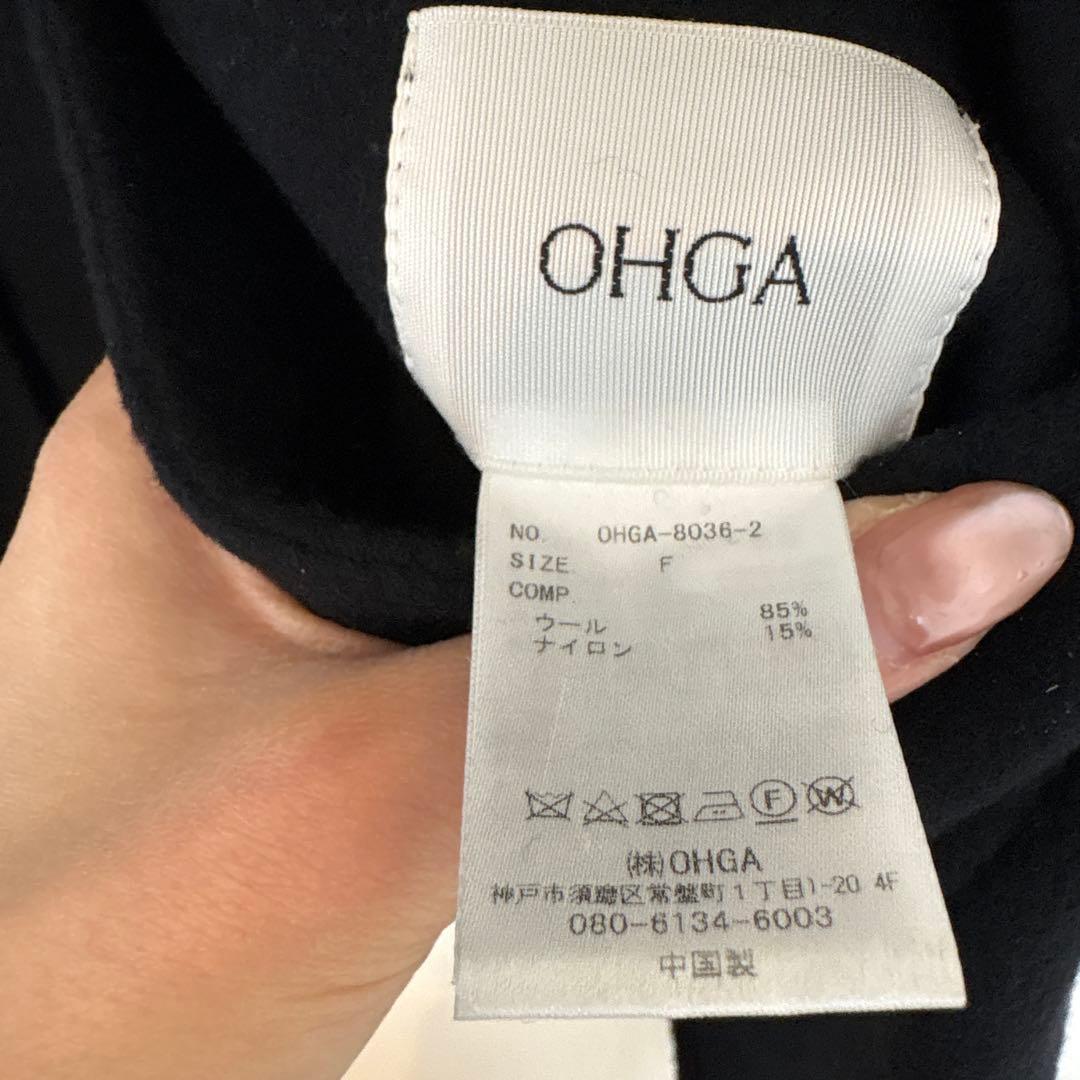 OHGA
NO. OHGA-8036-2
SIZE. F
COMP.
ウール 85%
ナイロン 15%
F W
㈱OHGA
神戸市須磨区常盤町1丁目1-20 4F
080-6134-6003
中国製